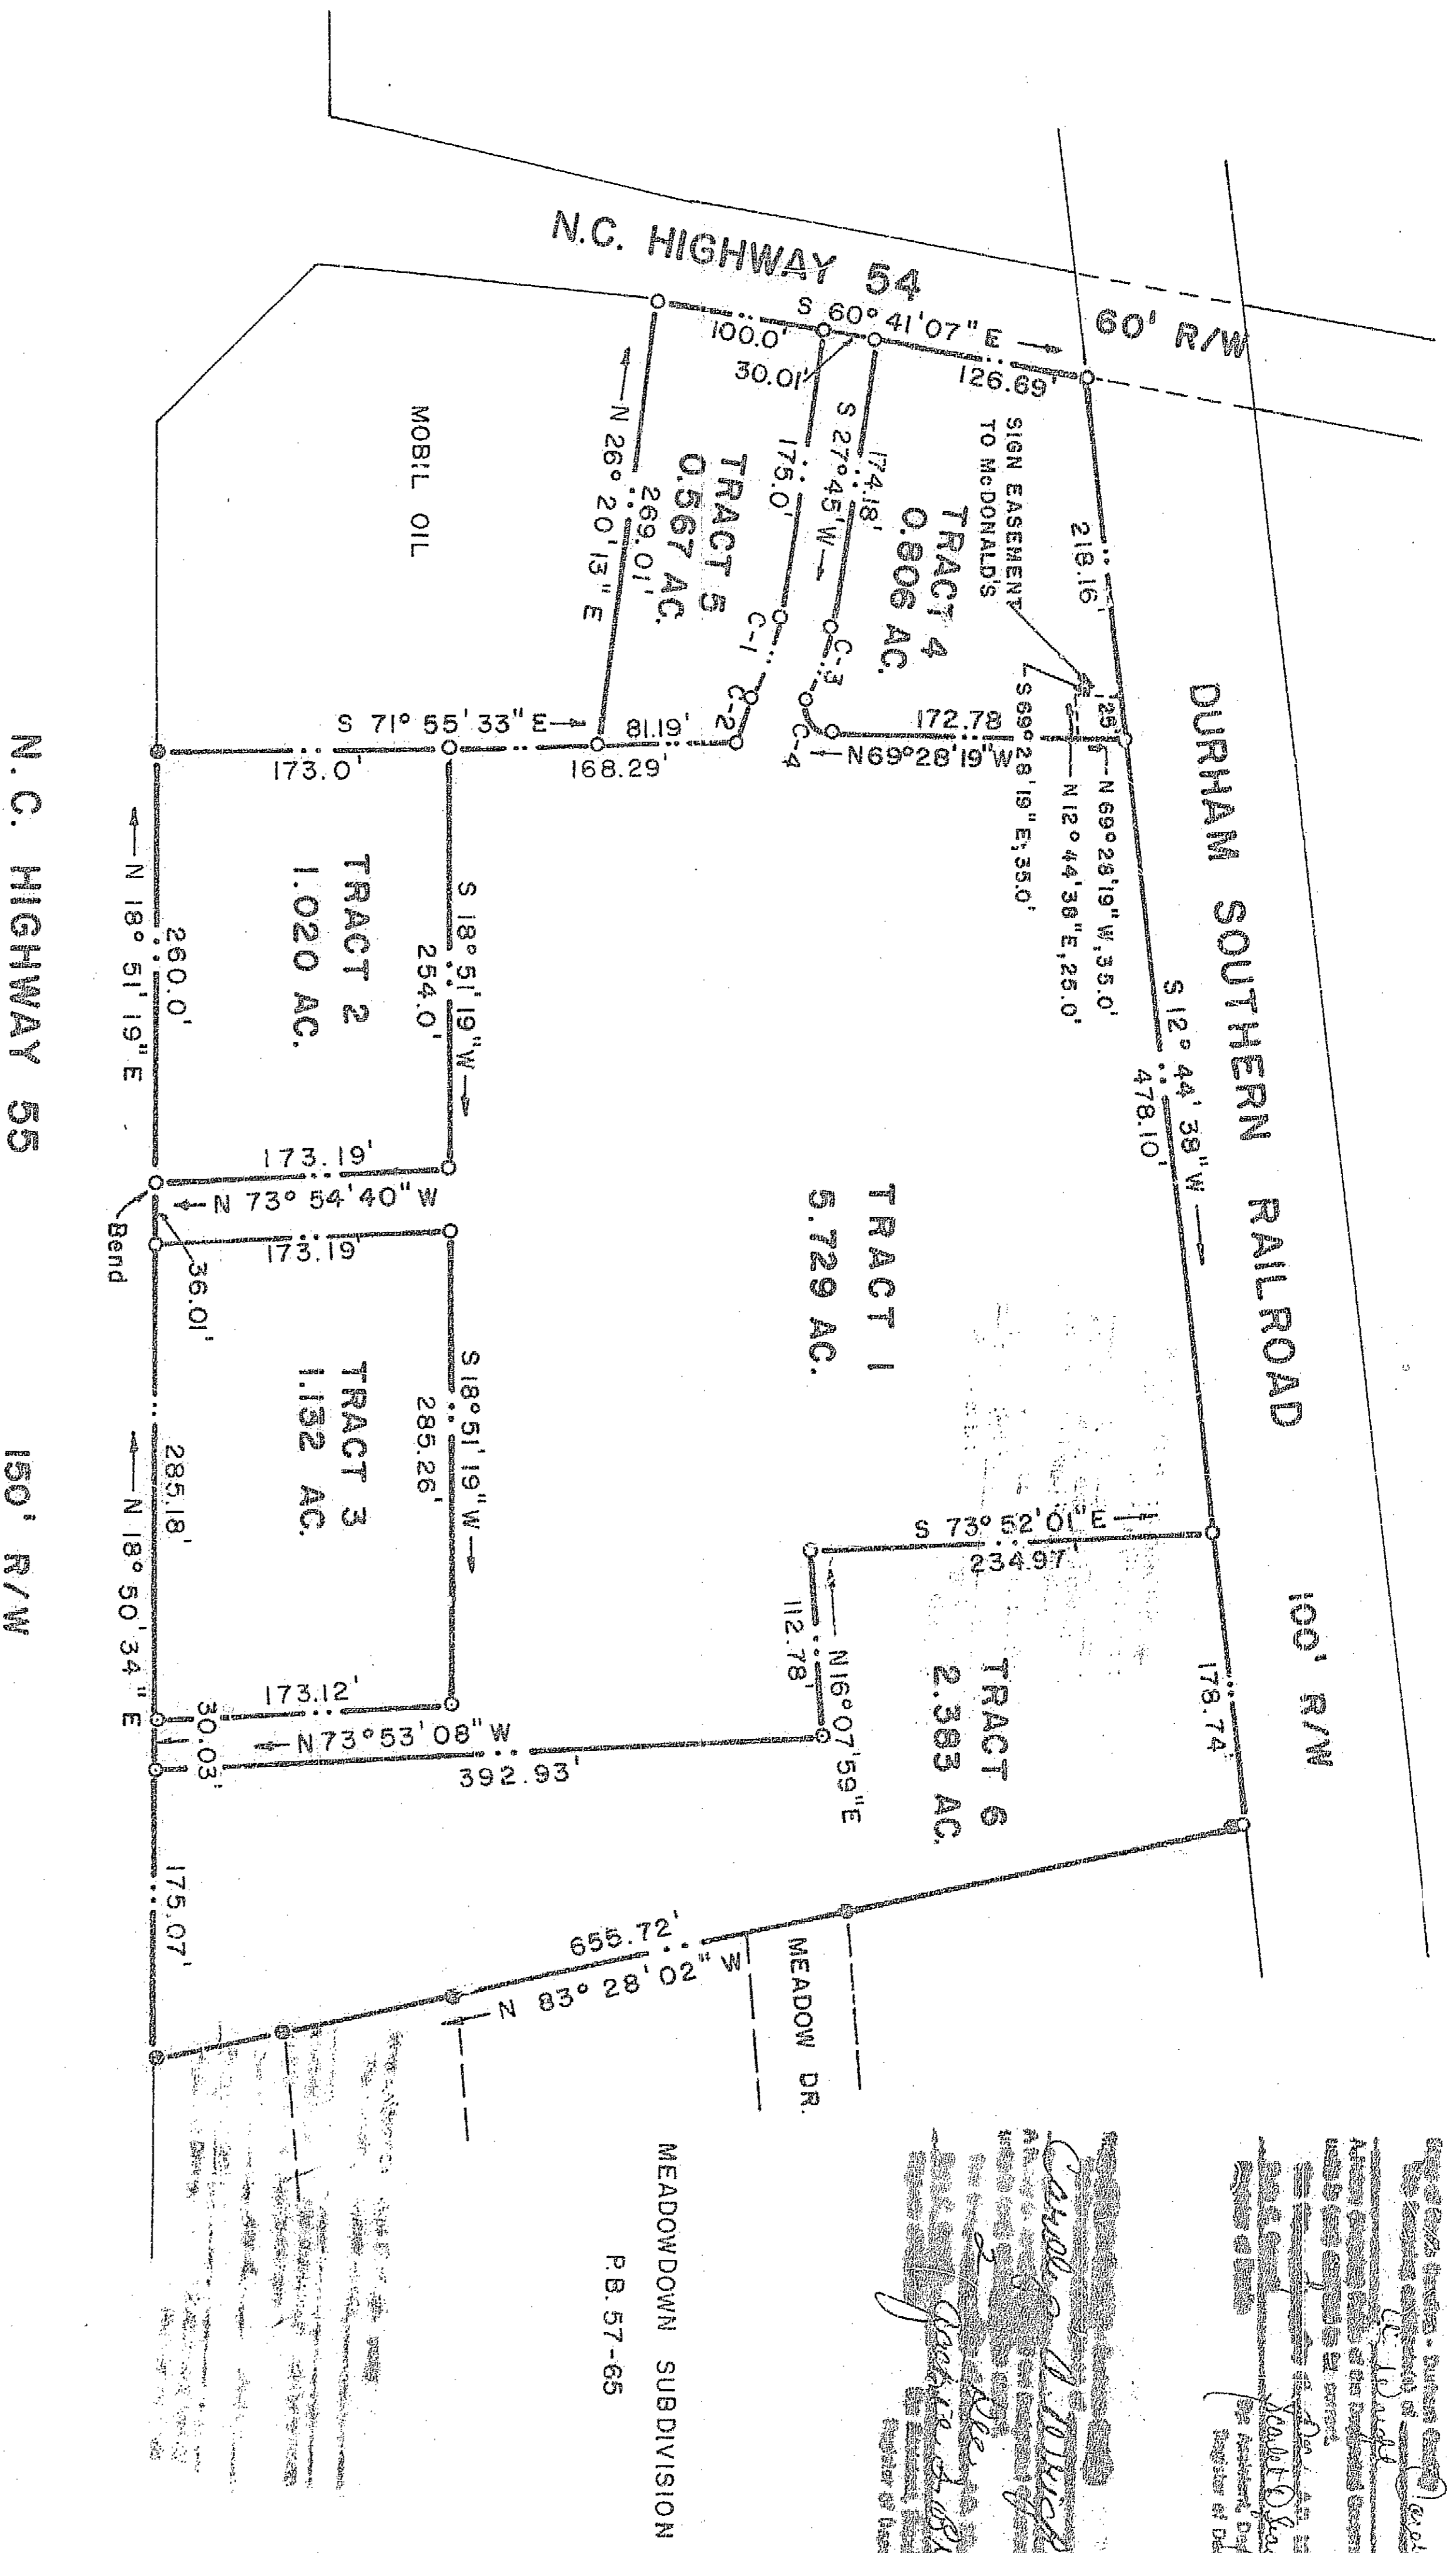 N.C. HIGHWAY 54
60' R/W
S 60° 41' 07" E
100.0'
30.01'
126.69'
218.16'
SIGN EASEMENT
TO McDONALD'S
TRACT 4
0.806 AC.
174.18'
S 27° 45' W
175.0'
TRACT 5
0.567 AC.
269.01'
N 26° 20' 13" E
MOBIL OIL
C-1
C-2
C-3
C-4
25'
172.78
N69°28'19"W
S69°28'19"E, 35.0'
N 69°28'19" W, 35.0'
N 12° 44' 38" E, 25.0'
S 71° 55' 33" E
81.19'
173.0'
168.29'
DURHAM SOUTHERN RAILROAD
100' R/W
S 12° 44' 38" W
478.10'
TRACT 1
5.729 AC.
TRACT 2
1.020 AC.
S 18° 51' 19" W
254.0'
260.0'
N 18° 51' 19" E
173.19'
N 73° 54' 40" W
173.19'
36.01'
Bend
TRACT 3
1.132 AC.
S 18° 51' 19" W
285.26'
285.18'
N 18° 50' 34" E
173.12'
N 73° 53' 08" W
30.03'
392.93'
S 73° 52' 01" E
234.97'
112.78'
N16° 07' 59" E
TRACT 6
2.383 AC.
178.74'
175.07'
655.72'
N 83° 28' 02" W
MEADOW DR.
MEADOWDOWN SUBDIVISION
P.B. 57-65
N.C. HIGHWAY 55
150' R/W